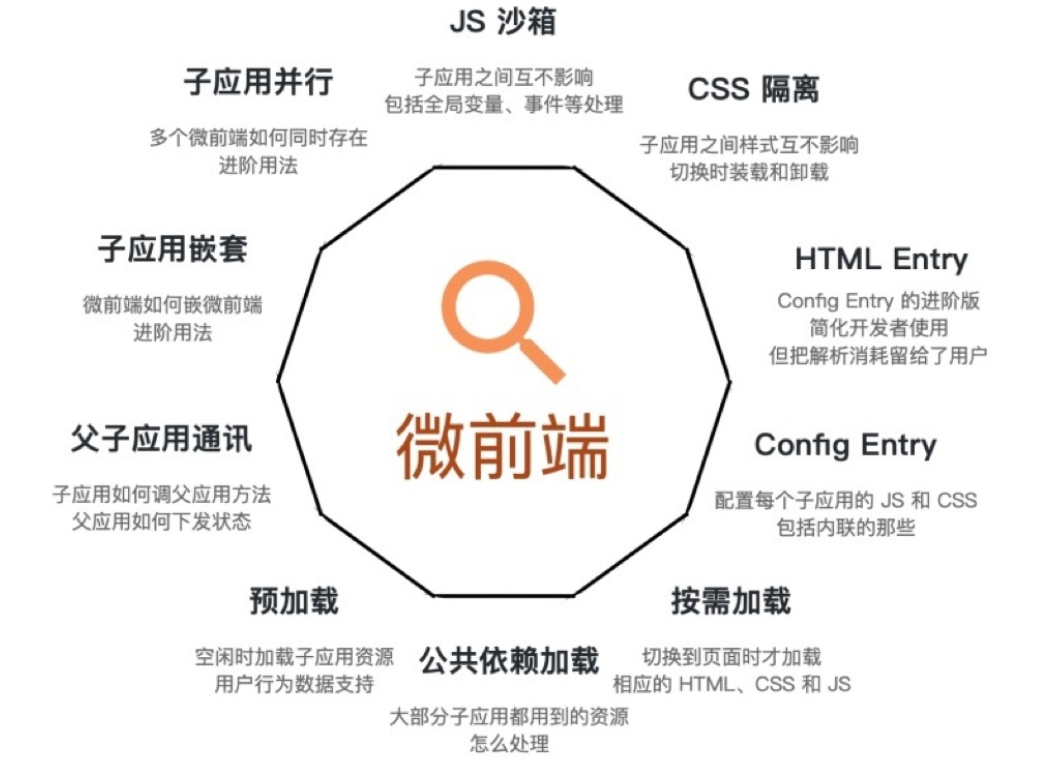 JS 沙箱
子应用之间互不影响
包括全局变量、事件等处理
CSS 隔离
子应用之间样式互不影响
切换时装载和卸载
HTML Entry
Config Entry 的进阶版
简化开发者使用
但把解析消耗留给了用户
Config Entry
配置每个子应用的 JS 和 CSS
包括内联的那些
按需加载
切换到页面时才加载
相应的 HTML、CSS 和 JS
公共依赖加载
大部分子应用都用到的资源
怎么处理
预加载
空闲时加载子应用资源
用户行为数据支持
父子应用通讯
子应用如何调父应用方法
父应用如何下发状态
子应用嵌套
微前端如何嵌微前端
进阶用法
子应用并行
多个微前端如何同时存在
进阶用法
微前端